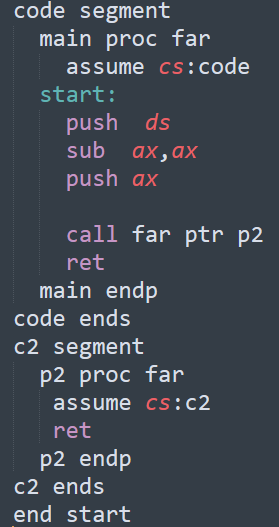 code segment
main proc far
assume cs:code
start:
push ds
sub ax,ax
push ax
call far ptr p2
ret
main endp
code ends
c2 segment
p2 proc far
assume cs:c2
ret
p2 endp
c2 ends
end start